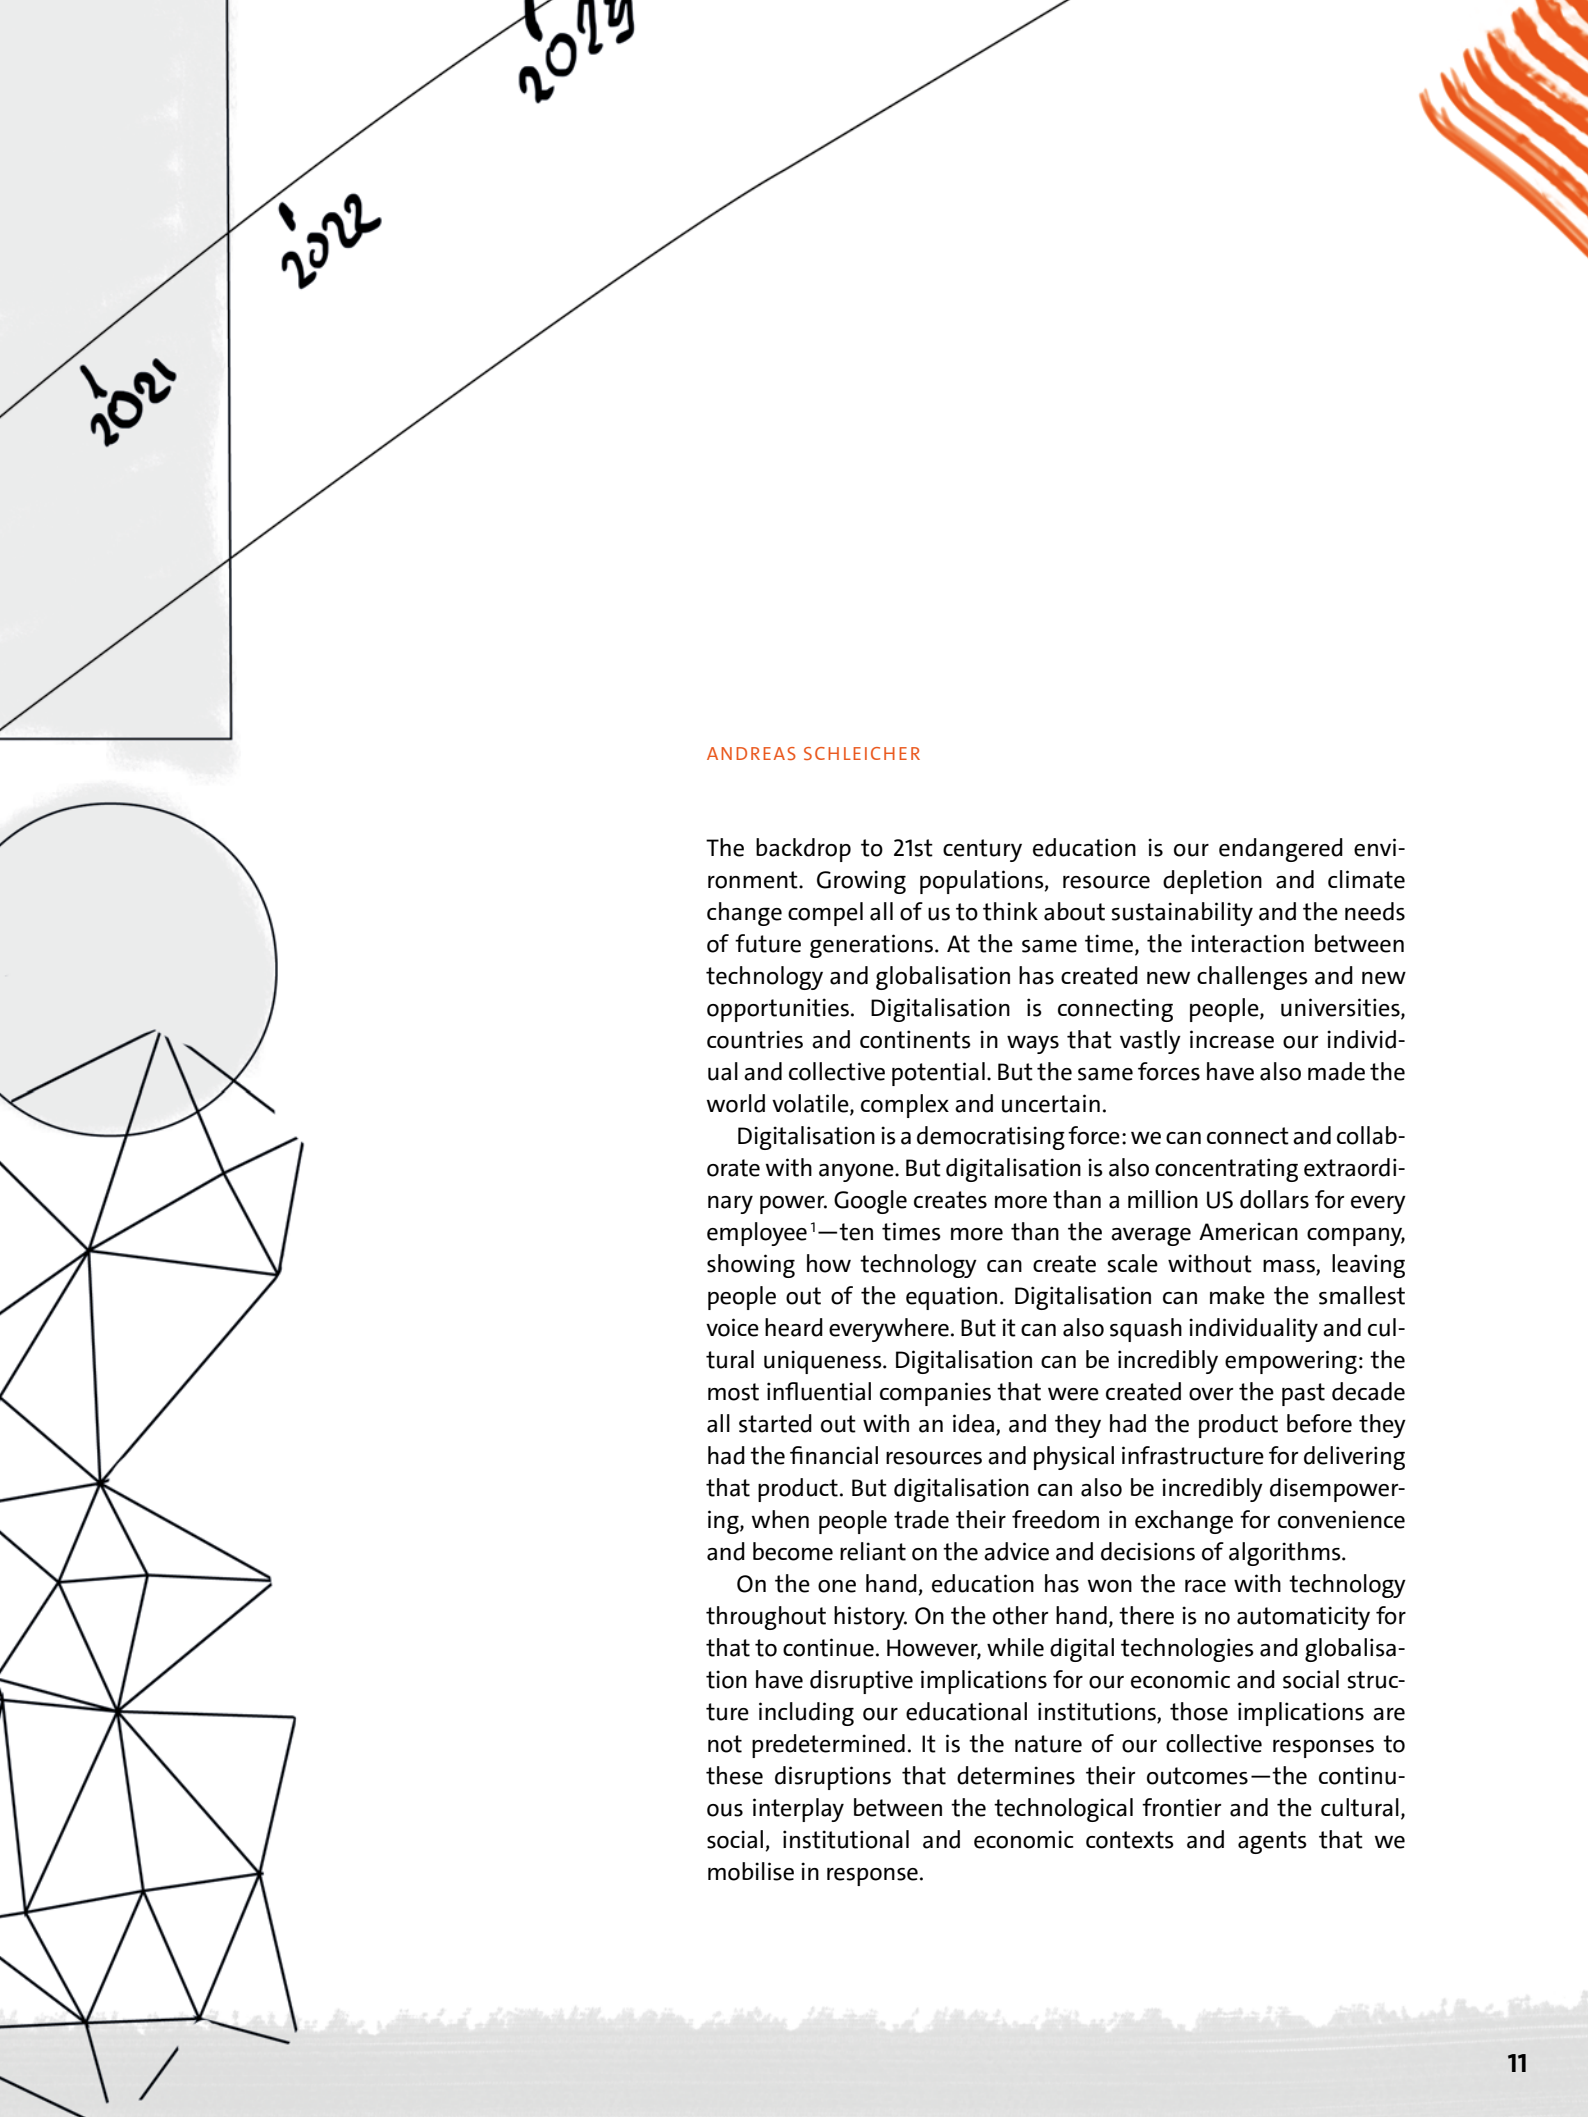 2023
2022
2021
ANDREAS SCHLEICHER
The backdrop to 21st century education is our endangered envi-
ronment. Growing populations, resource depletion and climate
change compel all of us to think about sustainability and the needs
of future generations. At the same time, the interaction between
technology and globalisation has created new challenges and new
opportunities. Digitalisation is connecting people, universities,
countries and continents in ways that vastly increase our individ-
ual and collective potential. But the same forces have also made the
world volatile, complex and uncertain.
Digitalisation is a democratising force: we can connect and collab-
orate with anyone. But digitalisation is also concentrating extraordi-
nary power. Google creates more than a million US dollars for every
employee¹—ten times more than the average American company,
showing how technology can create scale without mass, leaving
people out of the equation. Digitalisation can make the smallest
voice heard everywhere. But it can also squash individuality and cul-
tural uniqueness. Digitalisation can be incredibly empowering: the
most influential companies that were created over the past decade
all started out with an idea, and they had the product before they
had the financial resources and physical infrastructure for delivering
that product. But digitalisation can also be incredibly disempower-
ing, when people trade their freedom in exchange for convenience
and become reliant on the advice and decisions of algorithms.
On the one hand, education has won the race with technology
throughout history. On the other hand, there is no automaticity for
that to continue. However, while digital technologies and globalisa-
tion have disruptive implications for our economic and social struc-
ture including our educational institutions, those implications are
not predetermined. It is the nature of our collective responses to
these disruptions that determines their outcomes—the continu-
ous interplay between the technological frontier and the cultural,
social, institutional and economic contexts and agents that we
mobilise in response.
11